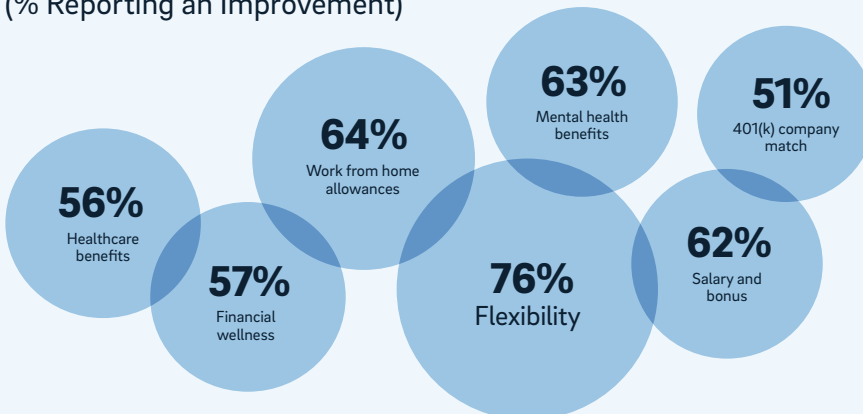 (% Reporting an Improvement)
63%
Mental health
benefits
51%
401(k) company
match
64%
Work from home
allowances
56%
Healthcare
benefits
57%
Financial
wellness
76%
Flexibility
62%
Salary and
bonus